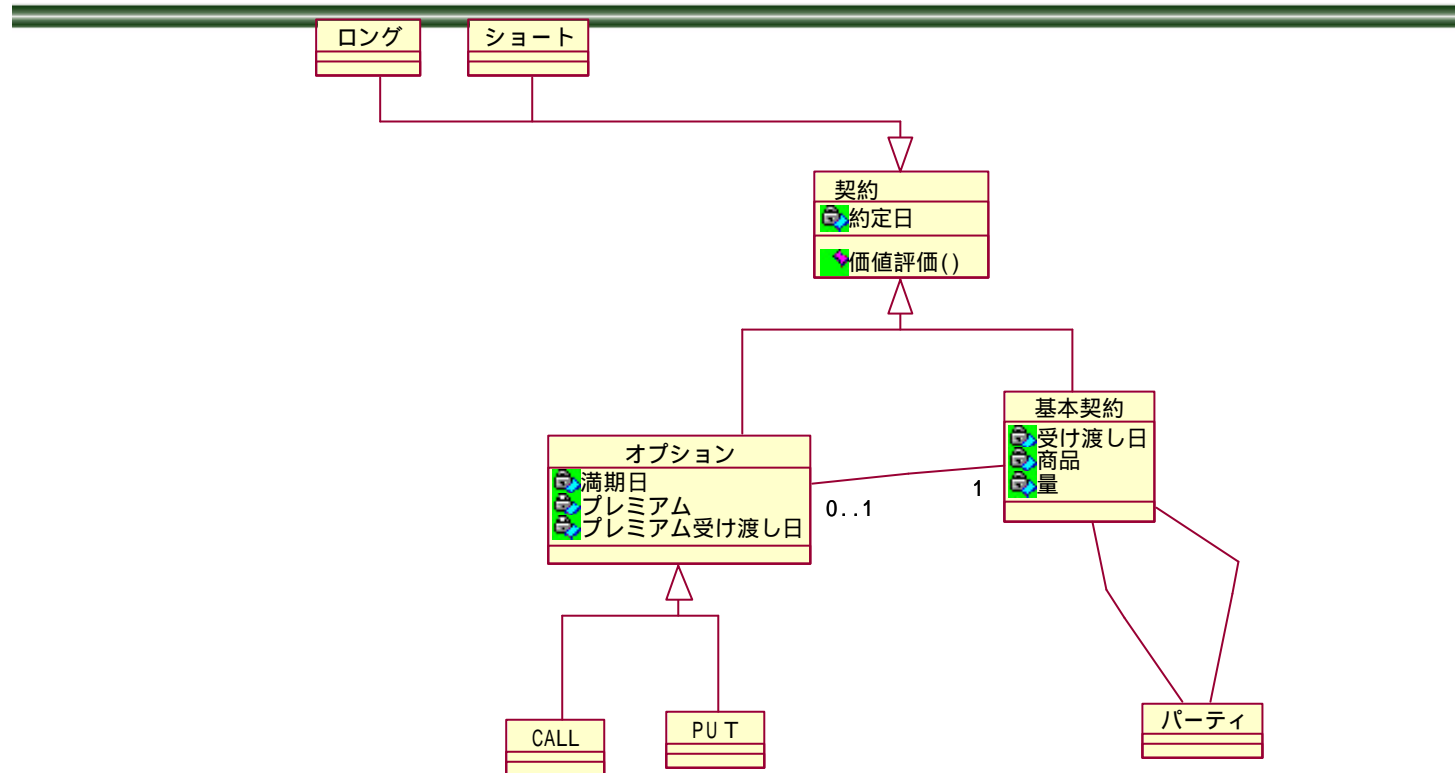 ロング
ショート
契約
約定日
価値評価()
基本契約
受け渡し日
商品
量
オプション
満期日
プレミアム
プレミアム受け渡し日
0..1
1
CALL
PUT
パーティ